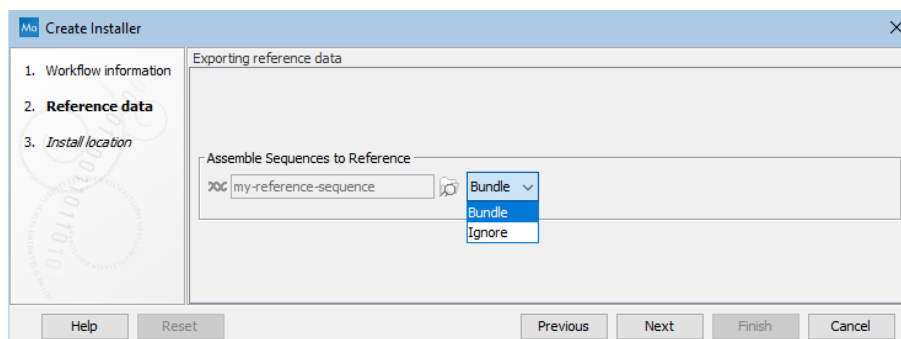 Ma Create Installer
1. Workflow information
2. Reference data
3. Install location
Exporting reference data
Assemble Sequences to Reference
my-reference-sequence
Bundle
Bundle
Ignore
Help Reset Previous Next Finish Cancel